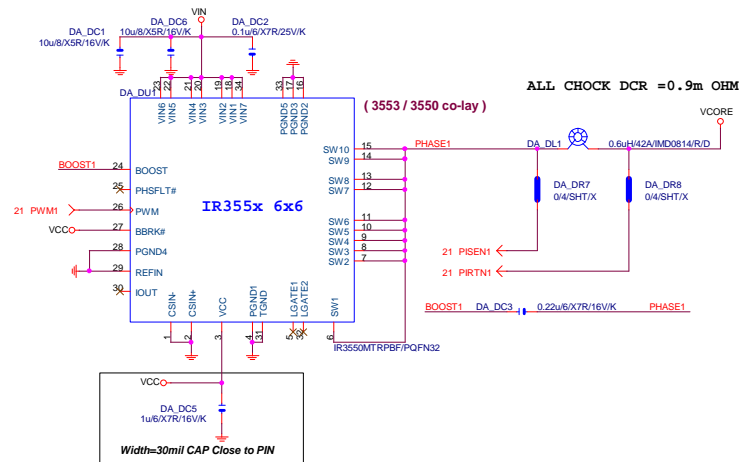 VIN
DA_DC1
10u/8/X5R/16V/K
DA_DC6
10u/8/X5R/16V/K
DA_DC2
0.1u/6/X7R/25V/K
ALL CHOCK DCR =0.9m OHM
VCORE
DA_DU1
23 22 21 20 19 18 34 33 17 16
VIN6 VIN5 VIN4 VIN3 VIN2 VIN1 VIN7 PGND5 PGND3 PGND2
( 3553 / 3550 co-lay )
IR355x 6x6
BOOST1 24 BOOST
25 PHSFLT#
21 PWM1 26 PWM
VCC 27 BBRK#
28 PGND4
29 REFIN
30 IOUT
SW10 15 PHASE1
SW9 14
SW8 13
SW7 12
SW6 11
SW5 10
SW4 9
SW3 8
SW2 7
CSIN- CSIN+ VCC PGND1 TGND LGATE1 LGATE2 SW1
1 2 3 4 31 5 32 6
IR3550MTRPBF/PQFN32
DA_DL1
0.6uH/42A/IMD0814/R/D
DA_DR7
0/4/SHT/X
DA_DR8
0/4/SHT/X
21 PISEN1
21 PIRTN1
BOOST1 DA_DC3 0.22u/6/X7R/16V/K PHASE1
VCC
DA_DC5
1u/6/X7R/16V/K
Width=30mil CAP Close to PIN